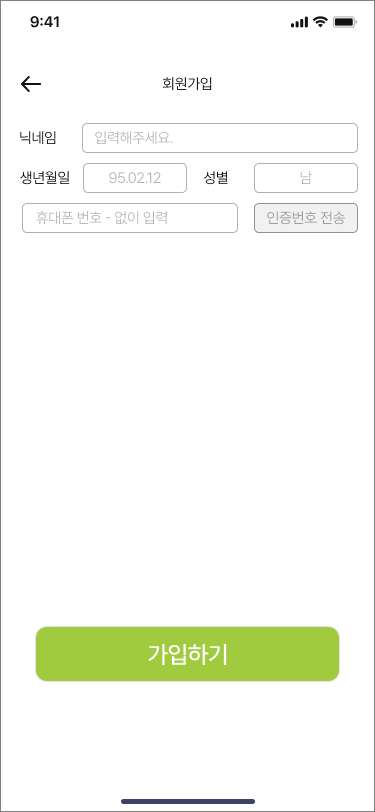 9:41
회원가입
닉네임 입력해주세요.
생년월일 95.02.12 성별 남
휴대폰 번호 - 없이 입력 인증번호 전송
가입하기